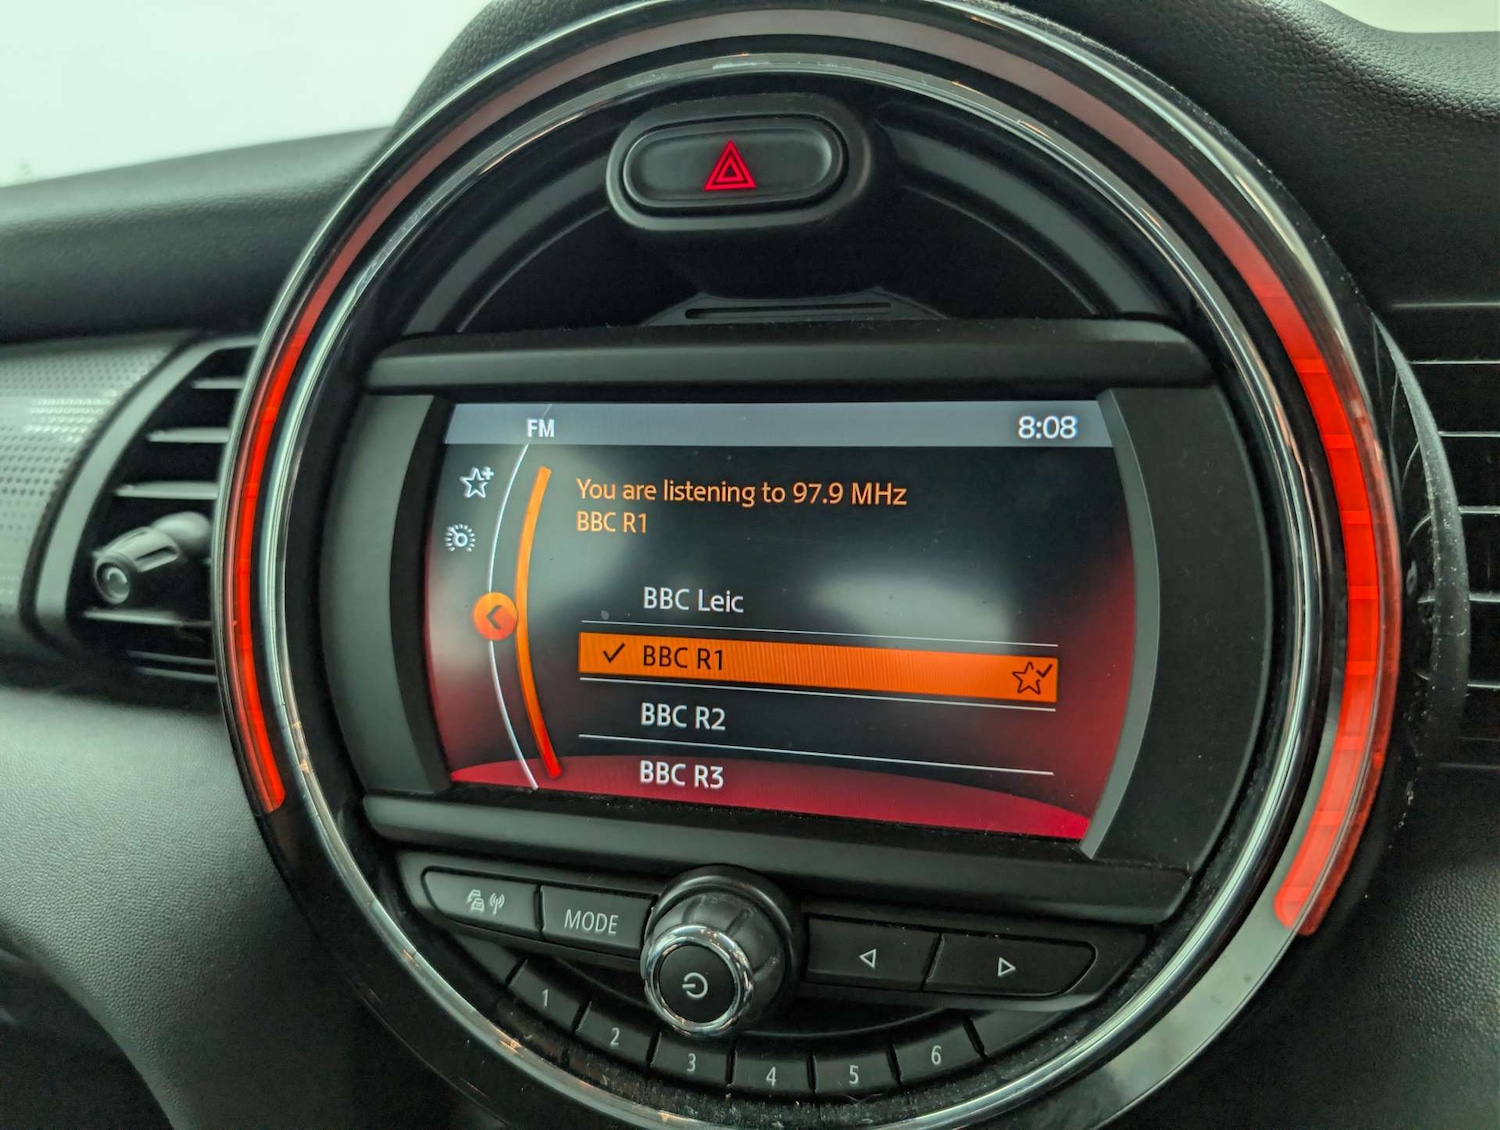 FM
8:08
You are listening to 97.9 MHz
BBC R1
BBC Leic
BBC R1
BBC R2
BBC R3
MODE
1
2
3
4
5
6